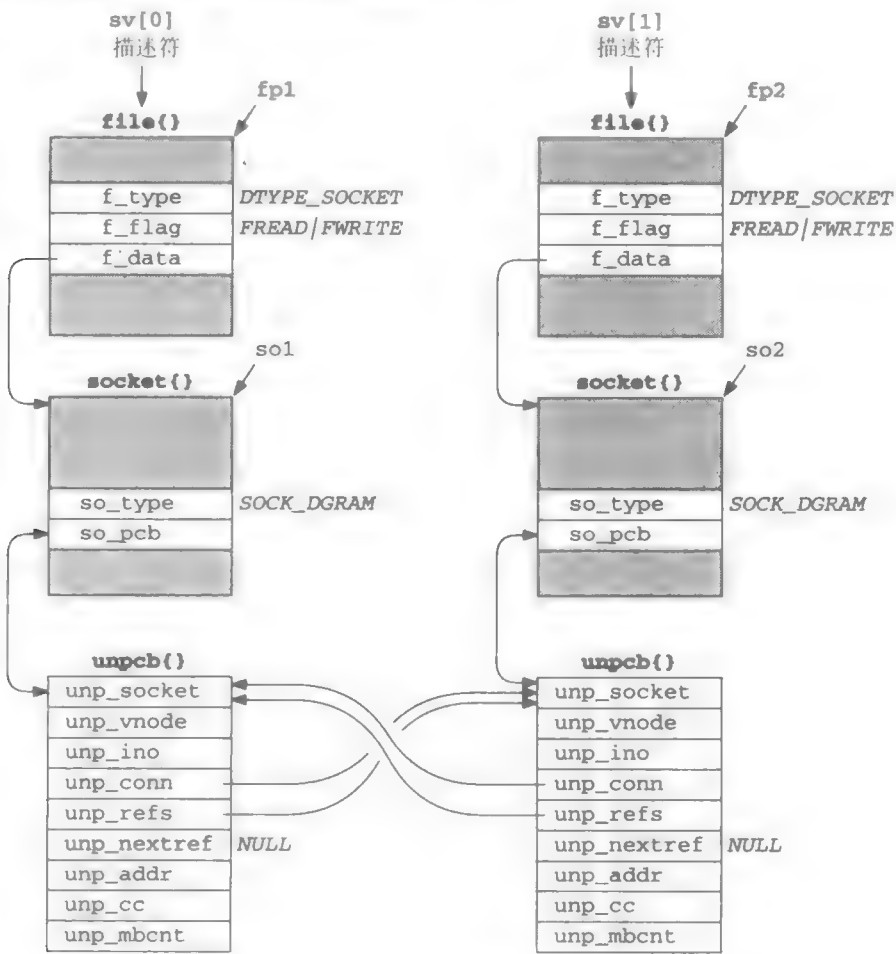 sv[0]
描述符
fp1
file{}
f_type DTYPE_SOCKET
f_flag FREAD/FWRITE
f_data
so1
socket{}
so_type SOCK_DGRAM
so_pcb
unpcb{}
unp_socket
unp_vnode
unp_ino
unp_conn
unp_refs
unp_nextref NULL
unp_addr
unp_cc
unp_mbcnt
sv[1]
描述符
fp2
file{}
f_type DTYPE_SOCKET
f_flag FREAD/FWRITE
f_data
so2
socket{}
so_type SOCK_DGRAM
so_pcb
unpcb{}
unp_socket
unp_vnode
unp_ino
unp_conn
unp_refs
unp_nextref NULL
unp_addr
unp_cc
unp_mbcnt